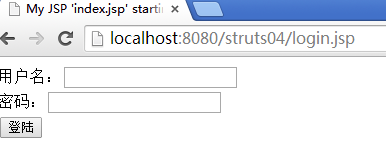 My JSP 'index.jsp' startin
localhost:8080/struts04/login.jsp
用户名：
密码：
登陆